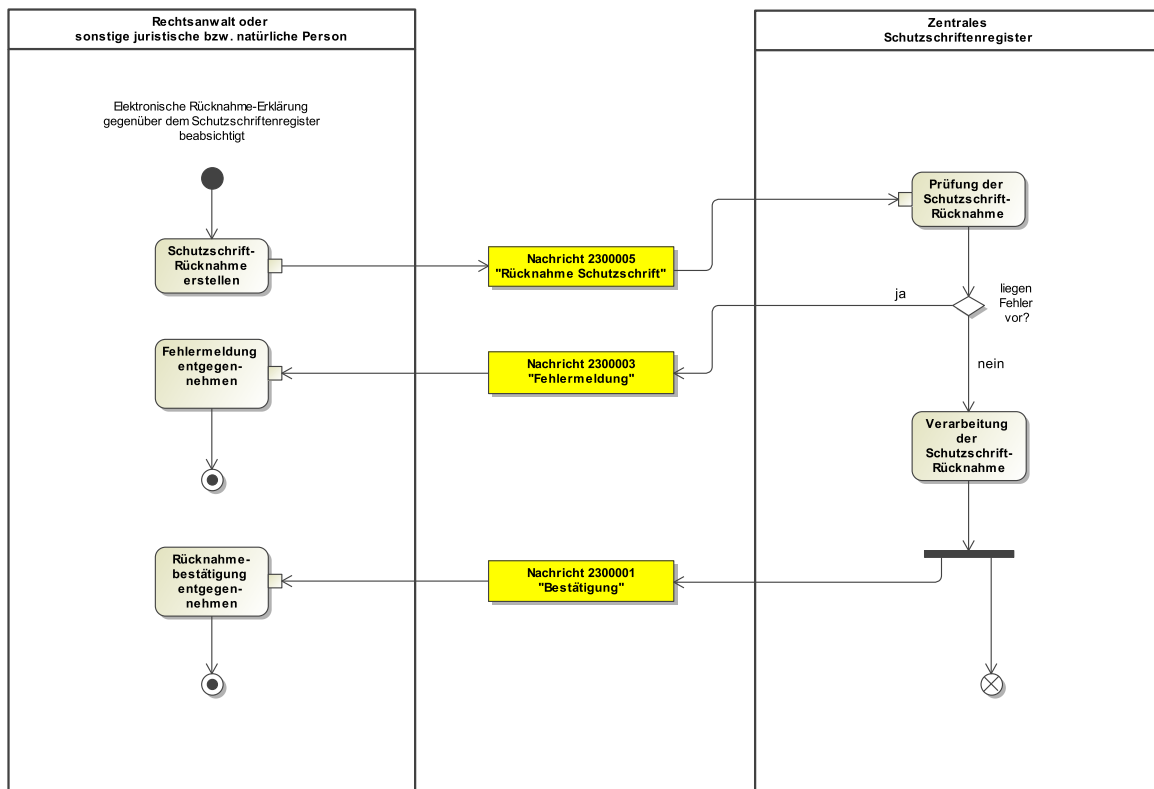 Rechtsanwalt oder
sonstige juristische bzw. natürliche Person
Zentrales
Schutzschriftenregister
Elektronische Rücknahme-Erklärung
gegenüber dem Schutzschriftenregister
beabsichtigt
Prüfung der
Schutzschrift-
Rücknahme
Schutzschrift-
Rücknahme
erstellen
Nachricht 2300005
"Rücknahme Schutzschrift"
ja
liegen
Fehler
vor?
Fehlermeldung
entgegen-
nehmen
Nachricht 2300003
"Fehlermeldung"
nein
Verarbeitung
der
Schutzschrift-
Rücknahme
Rücknahme-
bestätigung
entgegen-
nehmen
Nachricht 2300001
"Bestätigung"